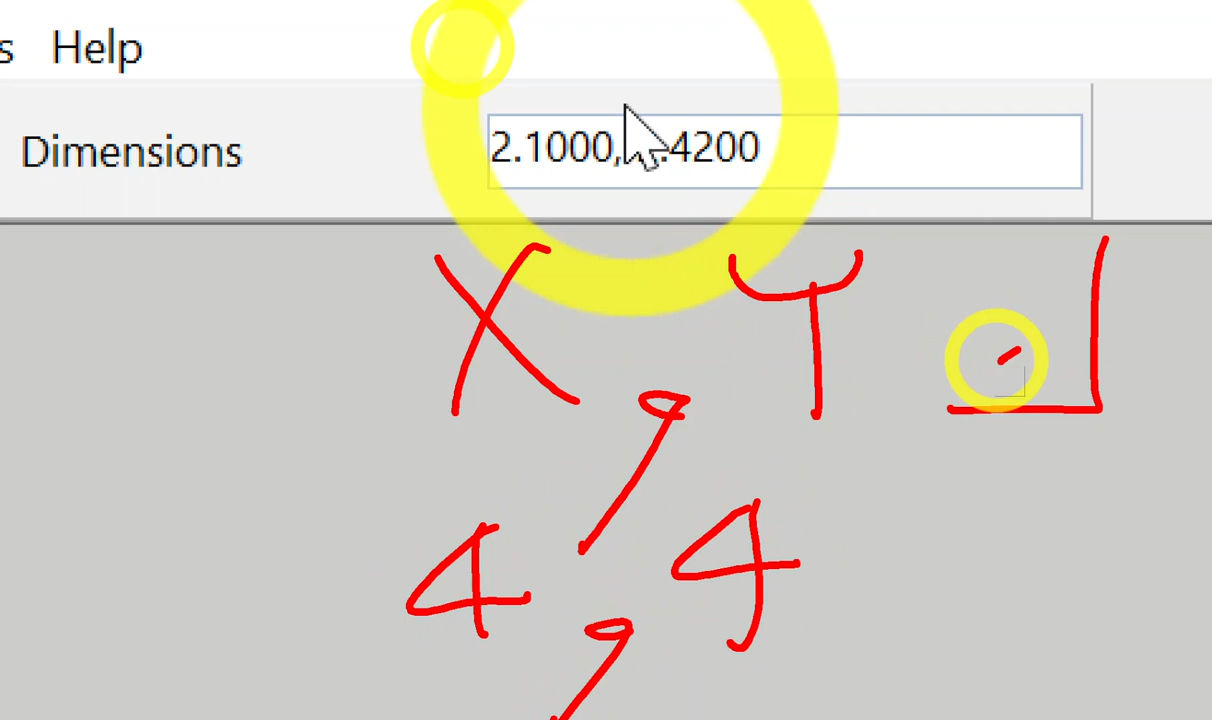 s Help
Dimensions 2.1000, .4200
X , Y
4 , 4